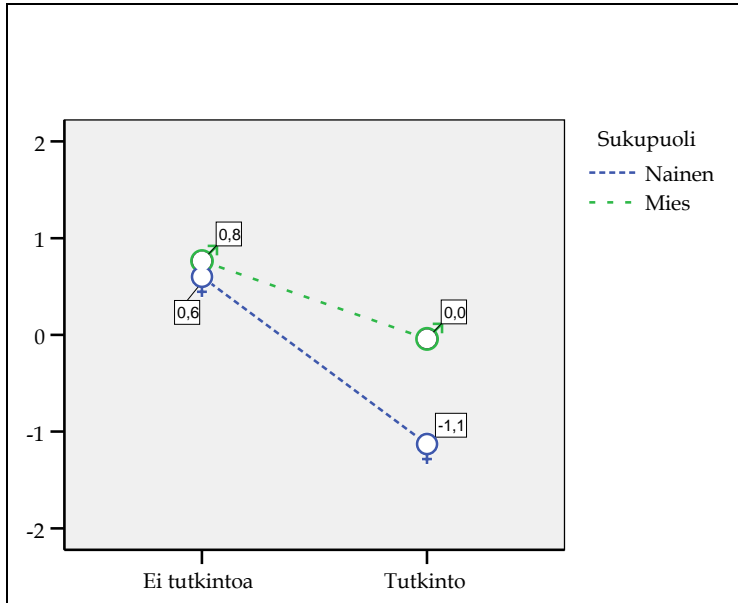 Sukupuoli
Nainen
Mies
2
1
0
-1
-2
0,8
0,6
0,0
-1,1
Ei tutkintoa
Tutkinto